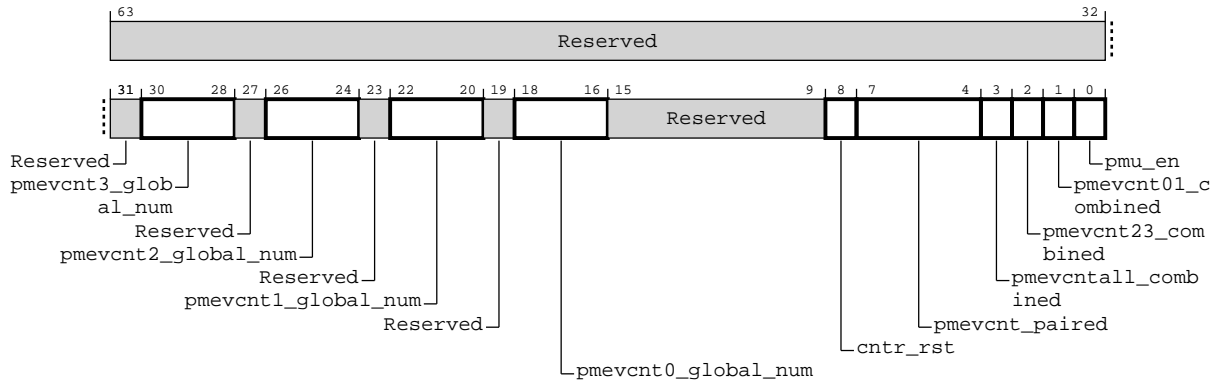 63 32
Reserved
31 30 28 27 26 24 23 22 20 19 18 16 15 9 8 7 4 3 2 1 0
Reserved
Reserved
pmevcnt3_glob
al_num
Reserved
pmevcnt2_global_num
Reserved
pmevcnt1_global_num
Reserved
pmevcnt0_global_num
cntr_rst
pmevcnt_paired
pmevcntall_comb
ined
pmevcnt23_com
bined
pmevcnt01_c
ombined
pmu_en